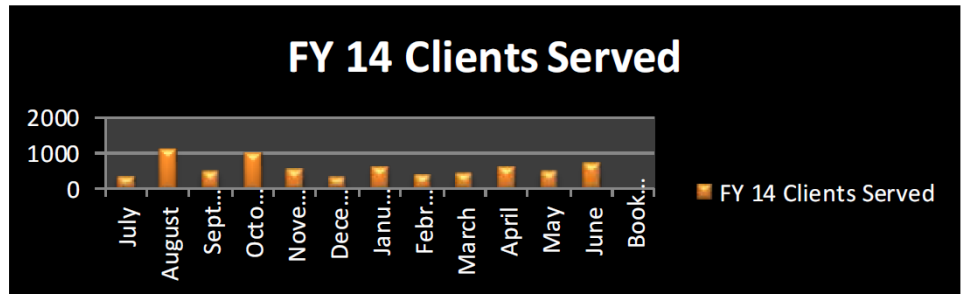 FY 14 Clients Served
2000
1000
0
July
August
Sept...
Octo...
Nove...
Dece...
Janu...
Febr...
March
April
May
June
Book...
FY 14 Clients Served